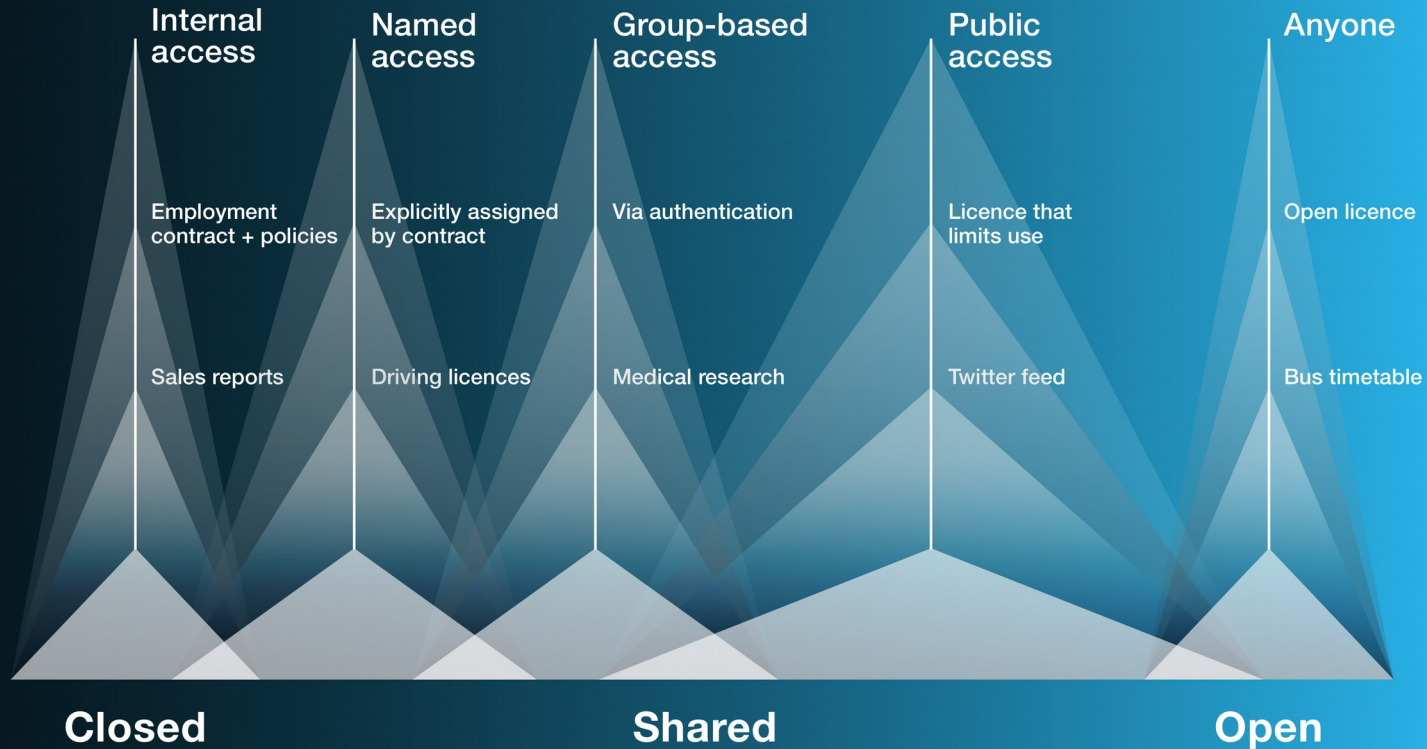 Internal
access
Named
access
Group-based
access
Public
access
Anyone
Employment
contract + policies
Explicitly assigned
by contract
Via authentication
Licence that
limits use
Open licence
Sales reports
Driving licences
Medical research
Twitter feed
Bus timetable
Closed
Shared
Open